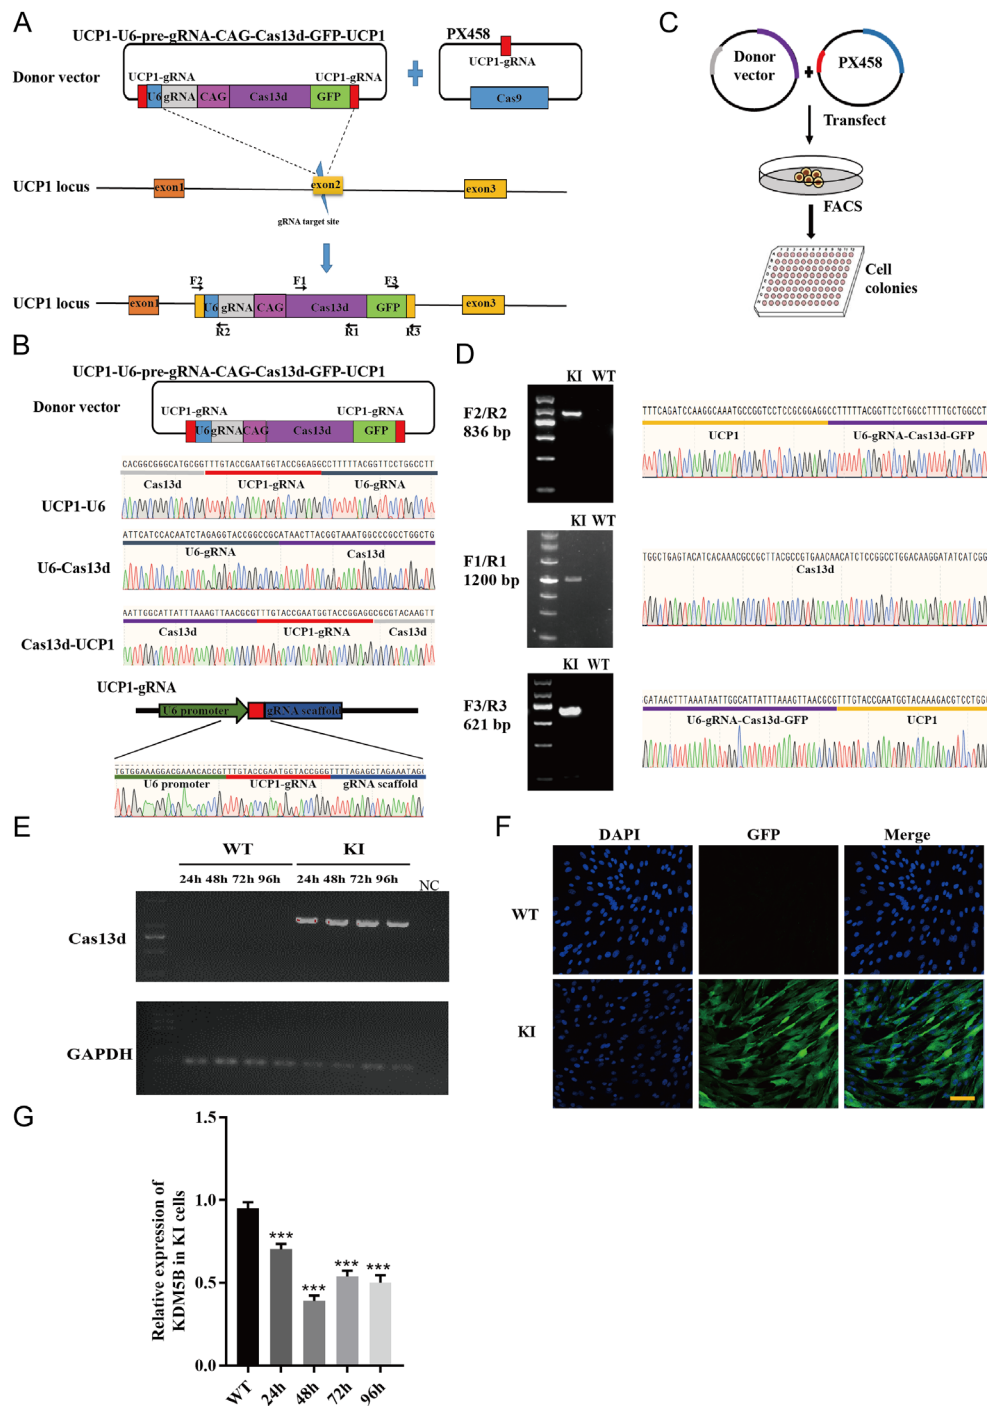 A
UCP1-U6-pre-gRNA-CAG-Cas13d-GFP-UCP1
PX458
Donor vector
UCP1-gRNA
UCP1-gRNA
U6
gRNA
CAG
Cas13d
GFP
UCP1-gRNA
Cas9
UCP1 locus
exon1
exon2
exon3
gRNA target site
F2
F1
F3
UCP1 locus
exon1
U6
gRNA
CAG
Cas13d
GFP
exon3
R2
R1
R3
B
UCP1-U6-pre-gRNA-CAG-Cas13d-GFP-UCP1
Donor vector
UCP1-gRNA
UCP1-gRNA
U6
gRNA
CAG
Cas13d
GFP
CACGGCGGGCATGCGGTTTGTACCGAATGGTACCGGAGGCCTTTTTACGGTTCCTGGCCTT
Cas13d
UCP1-gRNA
U6-gRNA
UCP1-U6
ATTCATCCACAATCTAGAGGTACCGGCCGCATAACTTACGGTAAATGGCCCGCCTGGCTG
U6-gRNA
Cas13d
U6-Cas13d
AATTGGCATTATTTAAAGTTAACGCGTTTGTACCGAATGGTACCGGAGGCGCGTACAAGTT
Cas13d
UCP1-gRNA
Cas13d
Cas13d-UCP1
UCP1-gRNA
U6 promoter
gRNA scaffold
TGTGGAAAGGACGAAACACCGTTTGTACCGAATGGTACCGGGTTTTAGAGCTAGAAATAGC
U6 promoter
UCP1-gRNA
gRNA scaffold
C
Donor
vector
+
PX458
Transfect
FACS
Cell
colonies
D
KI WT
F2/R2
836 bp
TTTCAGATCCAAGGCAAATGCCGGTCCTCCGCGGAGGCCTTTTTACGGTTCCTGGCCTTTTGCTGGCCT
UCP1
U6-gRNA-Cas13d-GFP
KI WT
F1/R1
1200 bp
TGGCTGAGTACATCACAAACGCCGCTTACGCCGTGAACAACATCTCCGGCCTGGACAAGGATATCATCGG
Cas13d
KI WT
F3/R3
621 bp
GATAACTTTAAATAATTGGCATTATTTAAAGTTAACGCGTTTGTACCGAATGGTACAAAGACGTCCTGG
U6-gRNA-Cas13d-GFP
UCP1
E
WT
KI
24h 48h 72h 96h
24h 48h 72h 96h
NC
Cas13d
GAPDH
F
DAPI
GFP
Merge
WT
KI
G
Relative expression of
KDM5B in KI cells
1.5
1.0
0.5
0.0
***
***
***
***
WT
24h
48h
72h
96h